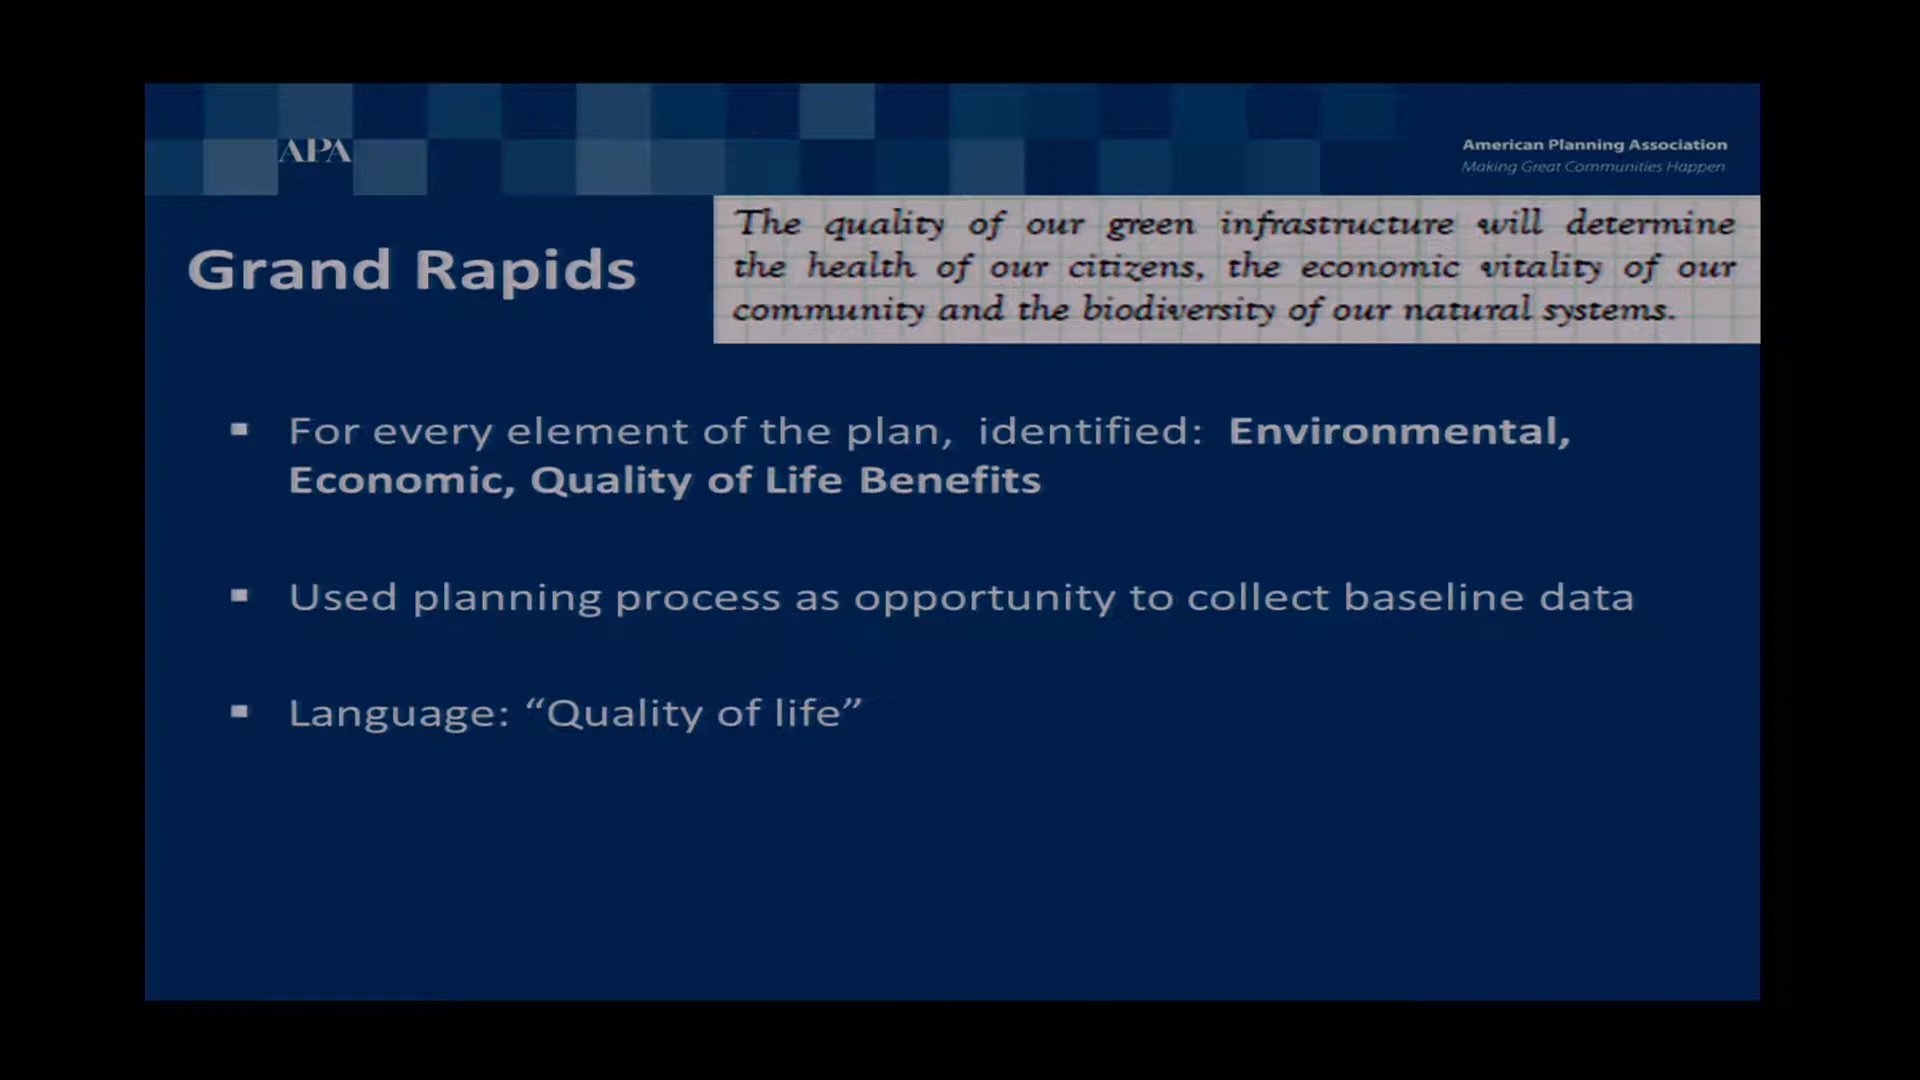 APA
American Planning Association
Making Great Communities Happen
Grand Rapids
The quality of our green infrastructure will determine
the health of our citizens, the economic vitality of our
community and the biodiversity of our natural systems.
▪ For every element of the plan, identified: Environmental,
Economic, Quality of Life Benefits
▪ Used planning process as opportunity to collect baseline data
▪ Language: “Quality of life”